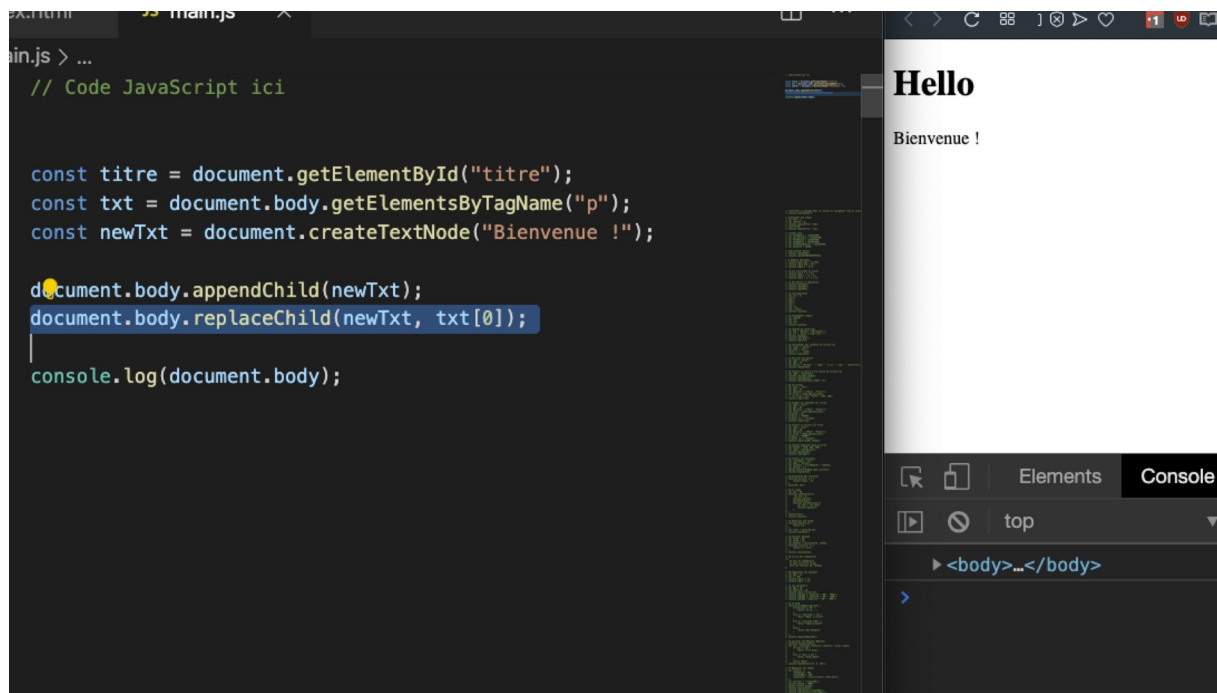 main.js
// Code JavaScript ici
const titre = document.getElementById("titre");
const txt = document.body.getElementsByTagName("p");
const newTxt = document.createTextNode("Bienvenue !");
document.body.appendChild(newTxt);
document.body.replaceChild(newTxt, txt[0]);
console.log(document.body);
Hello
Bienvenue !
Elements
Console
top
<body>…</body>